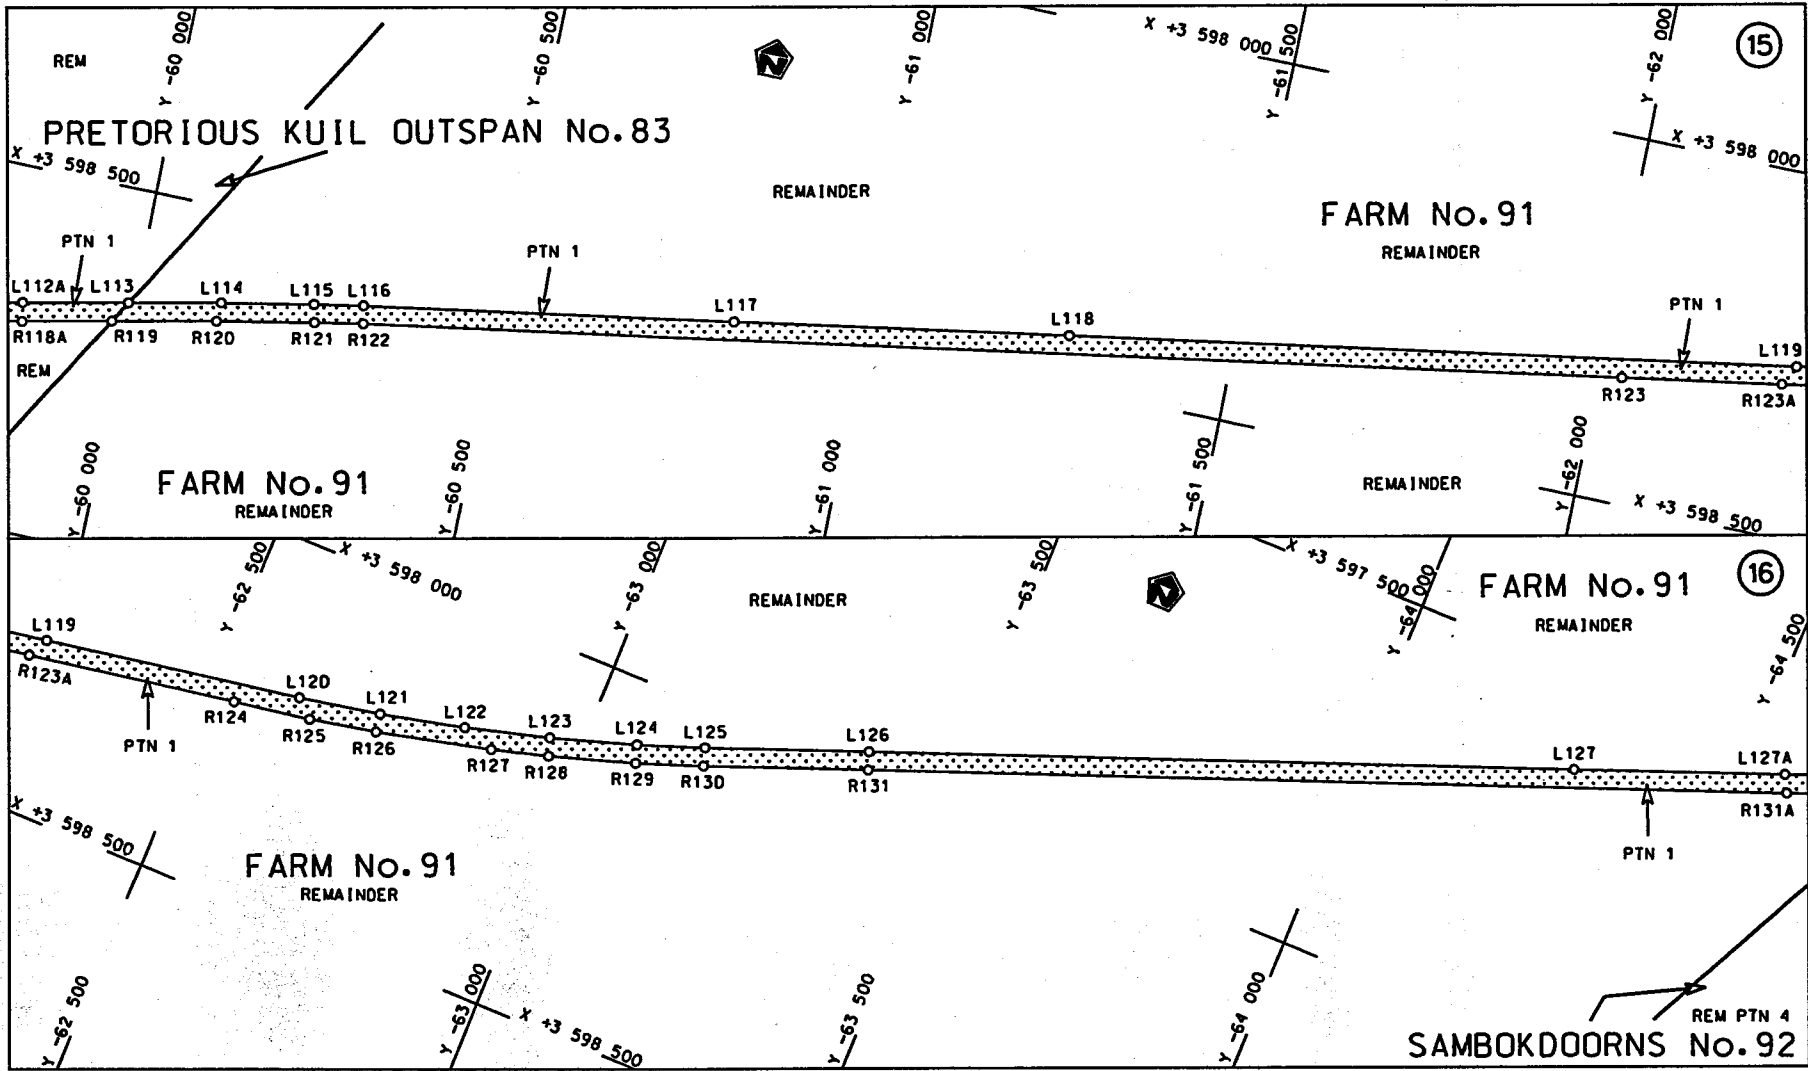 Y -60 000
Y -60 500
Y -61 000
X +3 598 000
Y -61 500
Y -62 000
15
REM
N
PRETORIOUS KUIL OUTSPAN No.83
X +3 598 500
X +3 598 000
REMAINDER
FARM No.91
REMAINDER
PTN 1
PTN 1
PTN 1
L112A
L113
L114
L115
L116
L117
L118
L119
R118A
R119
R120
R121
R122
R123
R123A
REM
Y -60 000
Y -60 500
Y -61 000
Y -61 500
Y -62 000
FARM No.91
REMAINDER
REMAINDER
X +3 598 500
Y -62 500
X +3 598 000
Y -63 000
REMAINDER
Y -63 500
N
X +3 597 500
Y -64 000
FARM No.91
REMAINDER
16
Y -64 500
L119
L120
L121
L122
L123
L124
L125
L126
L127
L127A
R123A
R124
R125
R126
R127
R128
R129
R130
R131
R131A
PTN 1
PTN 1
X +3 598 500
FARM No.91
REMAINDER
Y -62 500
Y -63 000
X +3 598 500
Y -63 500
Y -64 000
REM PTN 4
SAMBOKDOORNS No.92